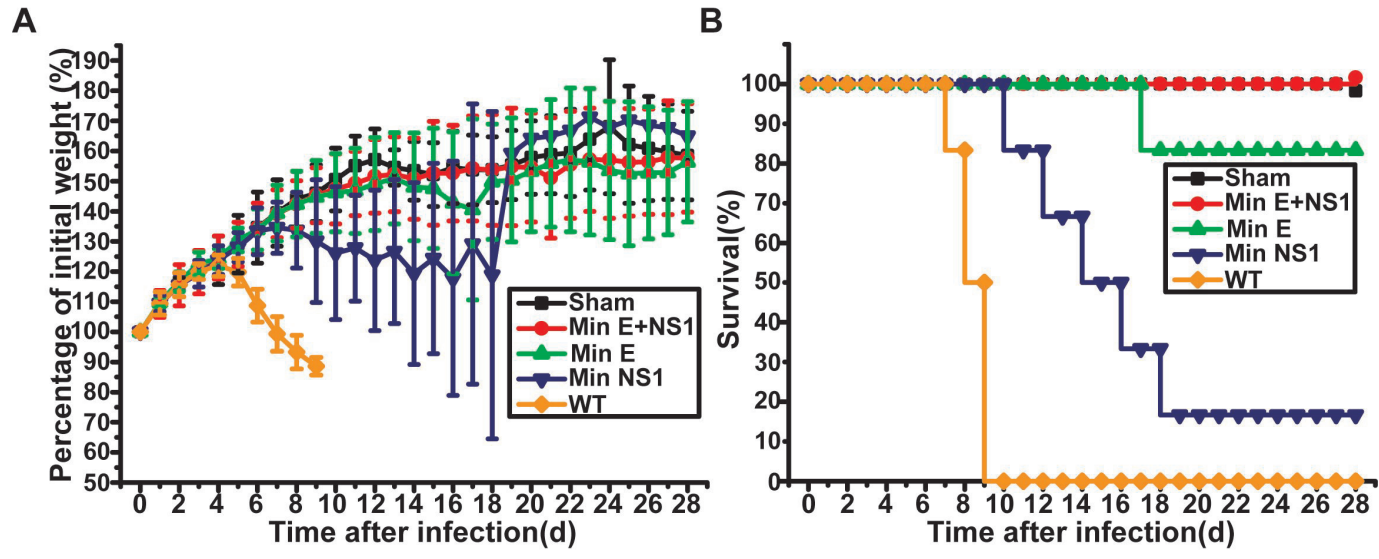 A
B
Percentage of initial weight (%)
190
180
170
160
150
140
130
120
110
100
90
80
70
60
50
0 2 4 6 8 10 12 14 16 18 20 22 24 26 28
Time after infection(d)
Sham
Min E+NS1
Min E
Min NS1
WT
Survival(%)
100
90
80
70
60
50
40
30
20
10
0
0 2 4 6 8 10 12 14 16 18 20 22 24 26 28
Time after infection(d)
Sham
Min E+NS1
Min E
Min NS1
WT